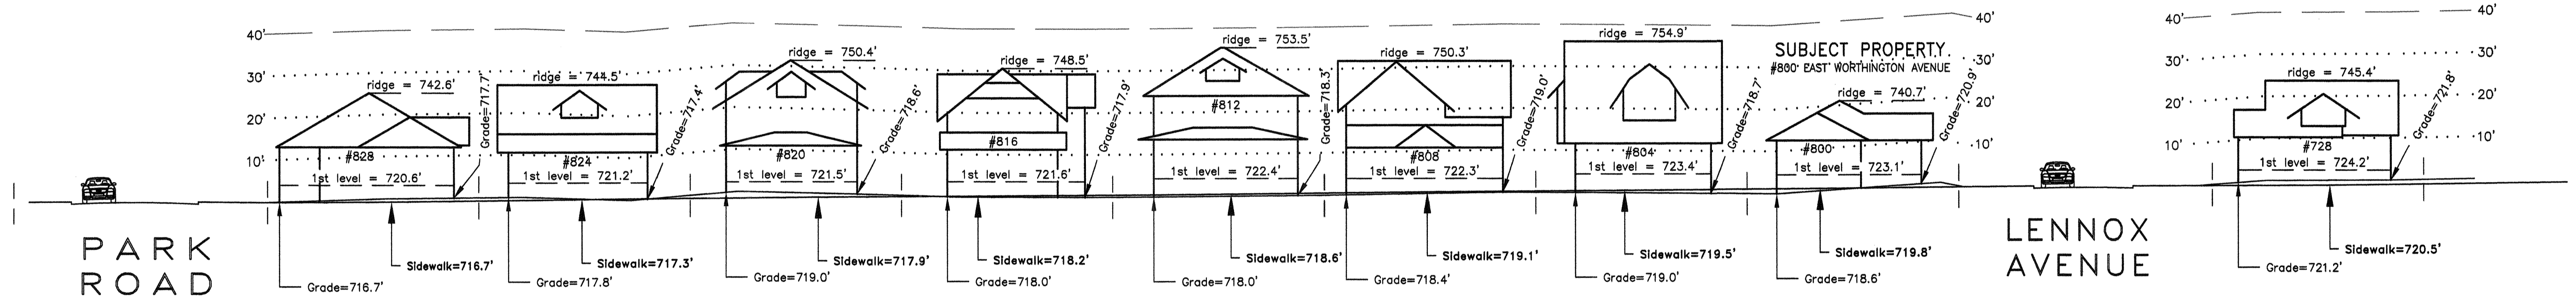 40'
30'
20'
10'
ridge = 742.6'
#828
1st level = 720.6'
Grade=717.7'
Grade=716.7'
Sidewalk=716.7'
ridge = 744.5'
#824
1st level = 721.2'
Grade=717.4'
Grade=717.8'
Sidewalk=717.3'
ridge = 750.4'
#820
1st level = 721.5'
Grade=718.6'
Grade=719.0'
Sidewalk=717.9'
ridge = 748.5'
#816
1st level = 721.6'
Grade=717.9'
Grade=718.0'
Sidewalk=718.2'
ridge = 753.5'
#812
1st level = 722.4'
Grade=718.3'
Grade=718.0'
Sidewalk=718.6'
ridge = 750.3'
#808
1st level = 722.3'
Grade=719.0'
Grade=718.4'
Sidewalk=719.1'
ridge = 754.9'
#804
1st level = 723.4'
Grade=718.7'
Grade=719.0'
Sidewalk=719.5'
SUBJECT PROPERTY.
#800 EAST WORTHINGTON AVENUE
ridge = 740.7'
#800
1st level = 723.1'
Grade=720.9'
Grade=718.6'
Sidewalk=719.8'
40'
30'
20'
10'
PARK
ROAD
LENNOX
AVENUE
40'
30'
20'
10'
ridge = 745.4'
#728
1st level = 724.2'
Grade=721.8'
Grade=721.2'
Sidewalk=720.5'
40'
30'
20'
10'